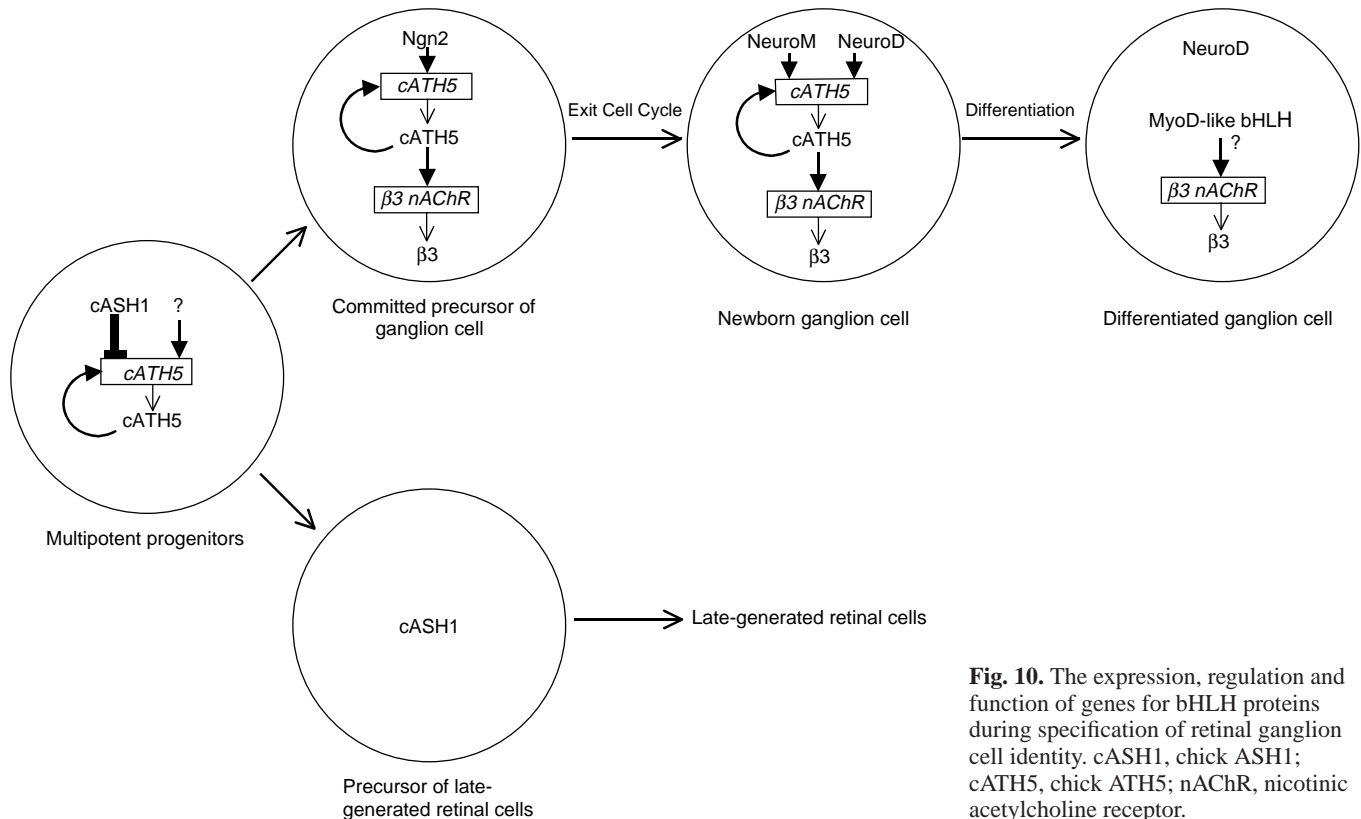 Ngn2
cATH5
cATH5
β3 nAChR
β3
Committed precursor of
ganglion cell
Exit Cell Cycle
NeuroM NeuroD
cATH5
cATH5
β3 nAChR
β3
Newborn ganglion cell
Differentiation
NeuroD
MyoD-like bHLH
?
β3 nAChR
β3
Differentiated ganglion cell
cASH1 ?
cATH5
cATH5
Multipotent progenitors
cASH1
Precursor of late-
generated retinal cells
Late-generated retinal cells
Fig. 10. The expression, regulation and
function of genes for bHLH proteins
during specification of retinal ganglion
cell identity. cASH1, chick ASH1;
cATH5, chick ATH5; nAChR, nicotinic
acetylcholine receptor.